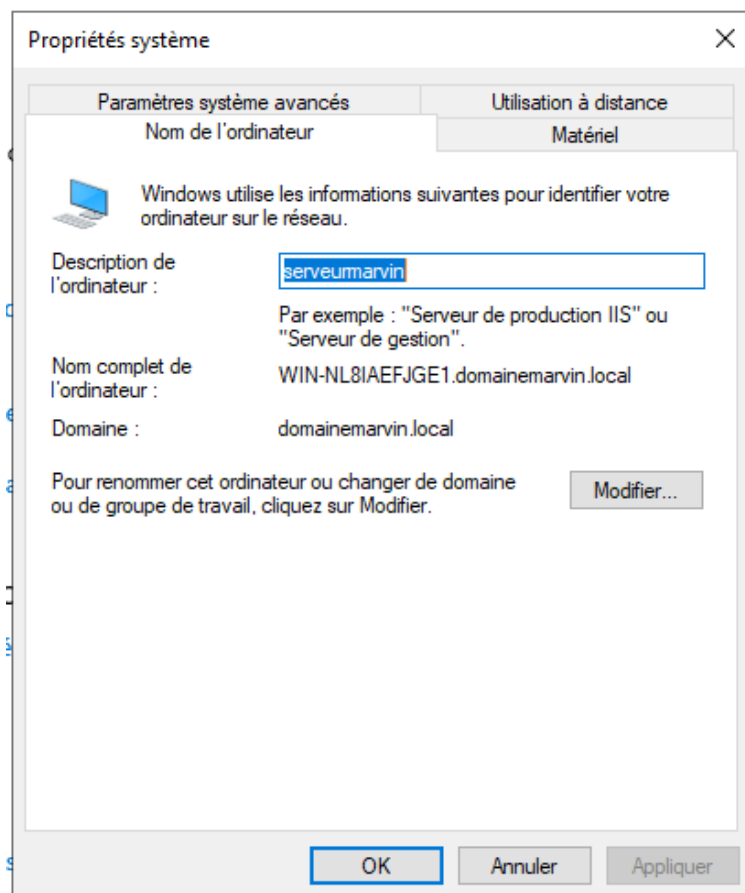 Propriétés système
Paramètres système avancés
Utilisation à distance
Nom de l'ordinateur
Matériel
Windows utilise les informations suivantes pour identifier votre
ordinateur sur le réseau.
Description de
l'ordinateur :
serveurmarvin
Par exemple : "Serveur de production IIS" ou
"Serveur de gestion".
Nom complet de
l'ordinateur :
WIN-NL8IAEFJGE1.domainemarvin.local
Domaine :
domainemarvin.local
Pour renommer cet ordinateur ou changer de domaine
ou de groupe de travail, cliquez sur Modifier.
Modifier...
OK
Annuler
Appliquer